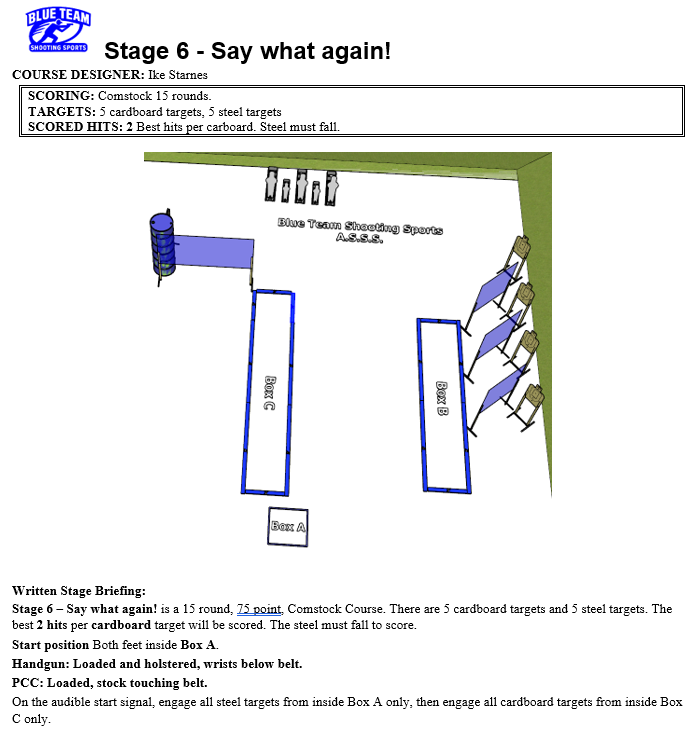 BLUE TEAM
SHOOTING SPORTS
Stage 6 - Say what again!
COURSE DESIGNER: Ike Starnes
SCORING: Comstock 15 rounds.
TARGETS: 5 cardboard targets, 5 steel targets
SCORED HITS: 2 Best hits per carboard. Steel must fall.
Blue Team Shooting Sports
A.S.S.S.
Box C
Box B
Box A
Written Stage Briefing:
Stage 6 – Say what again! is a 15 round, 75 point, Comstock Course. There are 5 cardboard targets and 5 steel targets. The
best 2 hits per cardboard target will be scored. The steel must fall to score.
Start position Both feet inside Box A.
Handgun: Loaded and holstered, wrists below belt.
PCC: Loaded, stock touching belt.
On the audible start signal, engage all steel targets from inside Box A only, then engage all cardboard targets from inside Box
C only.